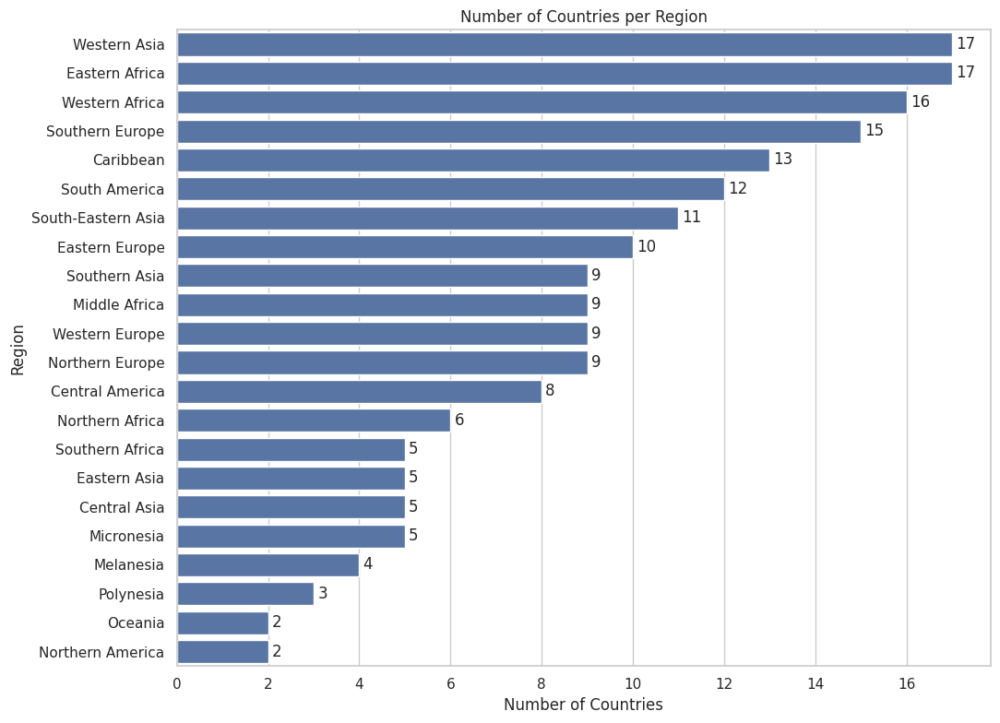 Number of Countries per Region
Region
Western Asia 17
Eastern Africa 17
Western Africa 16
Southern Europe 15
Caribbean 13
South America 12
South-Eastern Asia 11
Eastern Europe 10
Southern Asia 9
Middle Africa 9
Western Europe 9
Northern Europe 9
Central America 8
Northern Africa 6
Southern Africa 5
Eastern Asia 5
Central Asia 5
Micronesia 5
Melanesia 4
Polynesia 3
Oceania 2
Northern America 2
0 2 4 6 8 10 12 14 16
Number of Countries